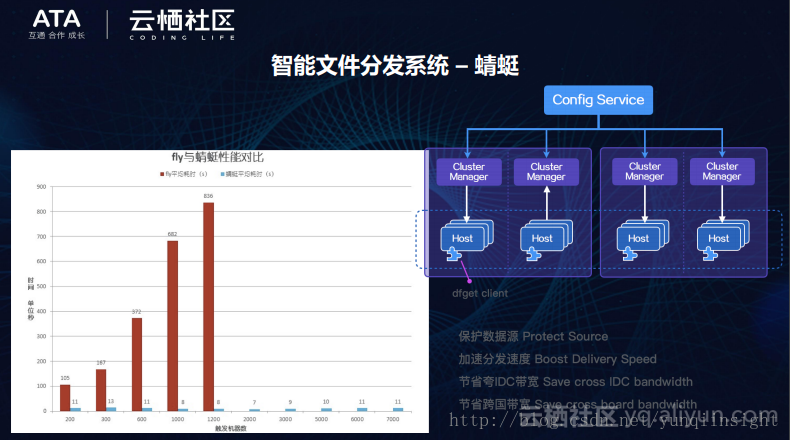 ATA
互通 合作 成长
云栖社区
CODING LIFE
智能文件分发系统 – 蜻蜓
fly与蜻蜓性能对比
fly平均耗时（s） 蜻蜓平均耗时（s）
900
800
700
600
500
400
300
200
100
0
时间 单位秒
105 11
167 13
372 11
682 8
836 8
7
9
10
11
11
200 300 600 1000 1200 2000 3000 5000 6000 7000
触发机器数
Config Service
Cluster Manager
Cluster Manager
Cluster Manager
Cluster Manager
Host
Host
Host
Host
dfget client
保护数据源 Protect Source
加速分发速度 Boost Delivery Speed
节省夸IDC带宽 Save cross IDC bandwidth
节省跨国带宽 Save cross board bandwidth
云栖社区 yq.aliyun.com
http://blog.csdn.net/yunqiinsight